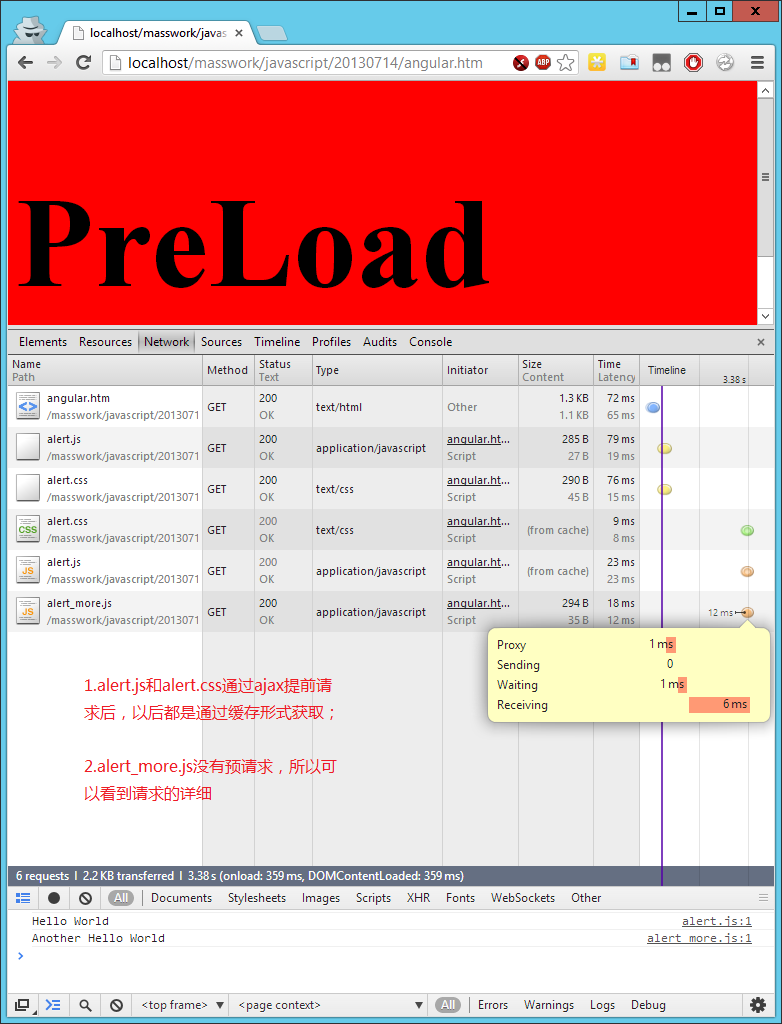 localhost/masswork/javas
localhost/masswork/javascript/20130714/angular.htm
ABP
PreLoad
Elements Resources Network Sources Timeline Profiles Audits Console
Name Method Status Type Initiator Size Time Timeline
Path Text Content Latency 3.38 s
angular.htm GET 200 text/html Other 1.3 KB 72 ms
/masswork/javascript/2013071 OK 1.1 KB 65 ms
alert.js GET 200 application/javascript angular.ht... 285 B 79 ms
/masswork/javascript/2013071 OK Script 27 B 19 ms
alert.css GET 200 text/css angular.ht... 290 B 76 ms
/masswork/javascript/2013071 OK Script 45 B 15 ms
CSS alert.css GET 200 text/css angular.ht... (from cache) 9 ms
/masswork/javascript/2013071 OK Script 8 ms
JS alert.js GET 200 application/javascript angular.ht... (from cache) 23 ms
/masswork/javascript/2013071 OK Script 23 ms
JS alert_more.js GET 200 application/javascript angular.ht... 294 B 18 ms 12 ms
/masswork/javascript/2013071 OK Script 35 B 12 ms
Proxy 1 ms
Sending 0
Waiting 1 ms
Receiving 6 ms
1.alert.js和alert.css通过ajax提前请
求后，以后都是通过缓存形式获取；
2.alert_more.js没有预请求，所以可
以看到请求的详细
6 requests I 2.2 KB transferred I 3.38 s (onload: 359 ms, DOMContentLoaded: 359 ms)
All Documents Stylesheets Images Scripts XHR Fonts WebSockets Other
Hello World alert.js:1
Another Hello World alert_more.js:1
>
<top frame> <page context> All Errors Warnings Logs Debug